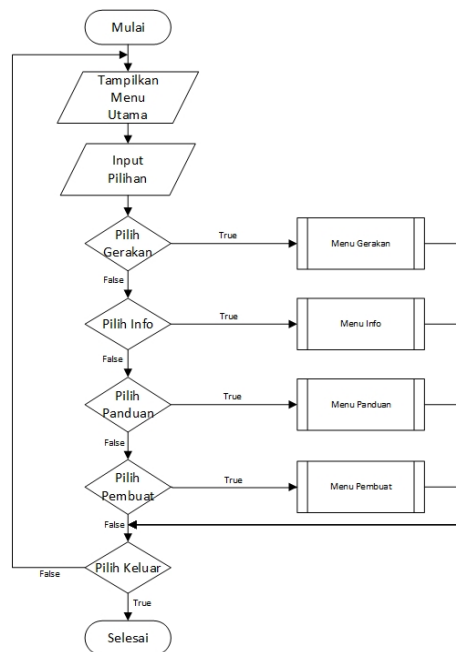 Mulai
Tampilkan
Menu
Utama
Input
Pilihan
Pilih
Gerakan
True
Menu Gerakan
False
Pilih Info
True
Menu Info
False
Pilih
Panduan
True
Menu Panduan
False
Pilih
Pembuat
True
Menu Pembuat
False
Pilih Keluar
False
True
Selesai